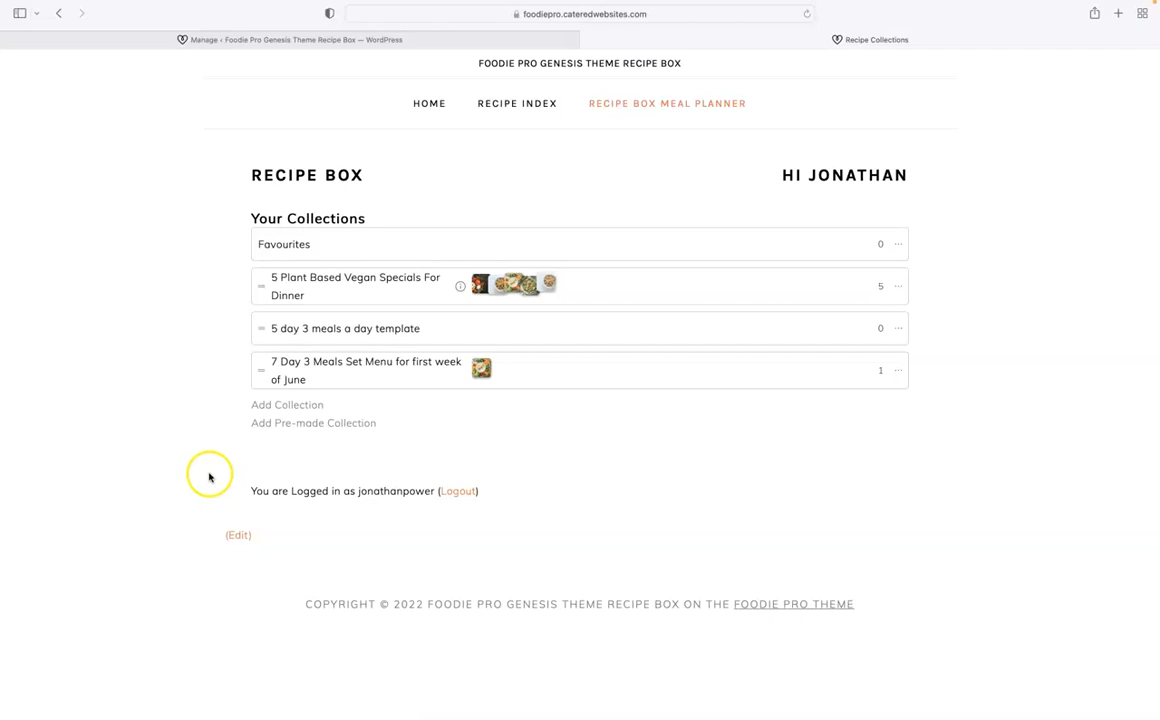 foodiepro.cateredwebsites.com
Manage ‹ Foodie Pro Genesis Theme Recipe Box — WordPress
Recipe Collections
FOODIE PRO GENESIS THEME RECIPE BOX
HOME RECIPE INDEX RECIPE BOX MEAL PLANNER
RECIPE BOX HI JONATHAN
Your Collections
Favourites 0 ...
5 Plant Based Vegan Specials For
Dinner 5 ...
5 day 3 meals a day template 0 ...
7 Day 3 Meals Set Menu for first week
of June 1 ...
Add Collection
Add Pre-made Collection
You are Logged in as jonathanpower (Logout)
(Edit)
COPYRIGHT © 2022 FOODIE PRO GENESIS THEME RECIPE BOX ON THE FOODIE PRO THEME